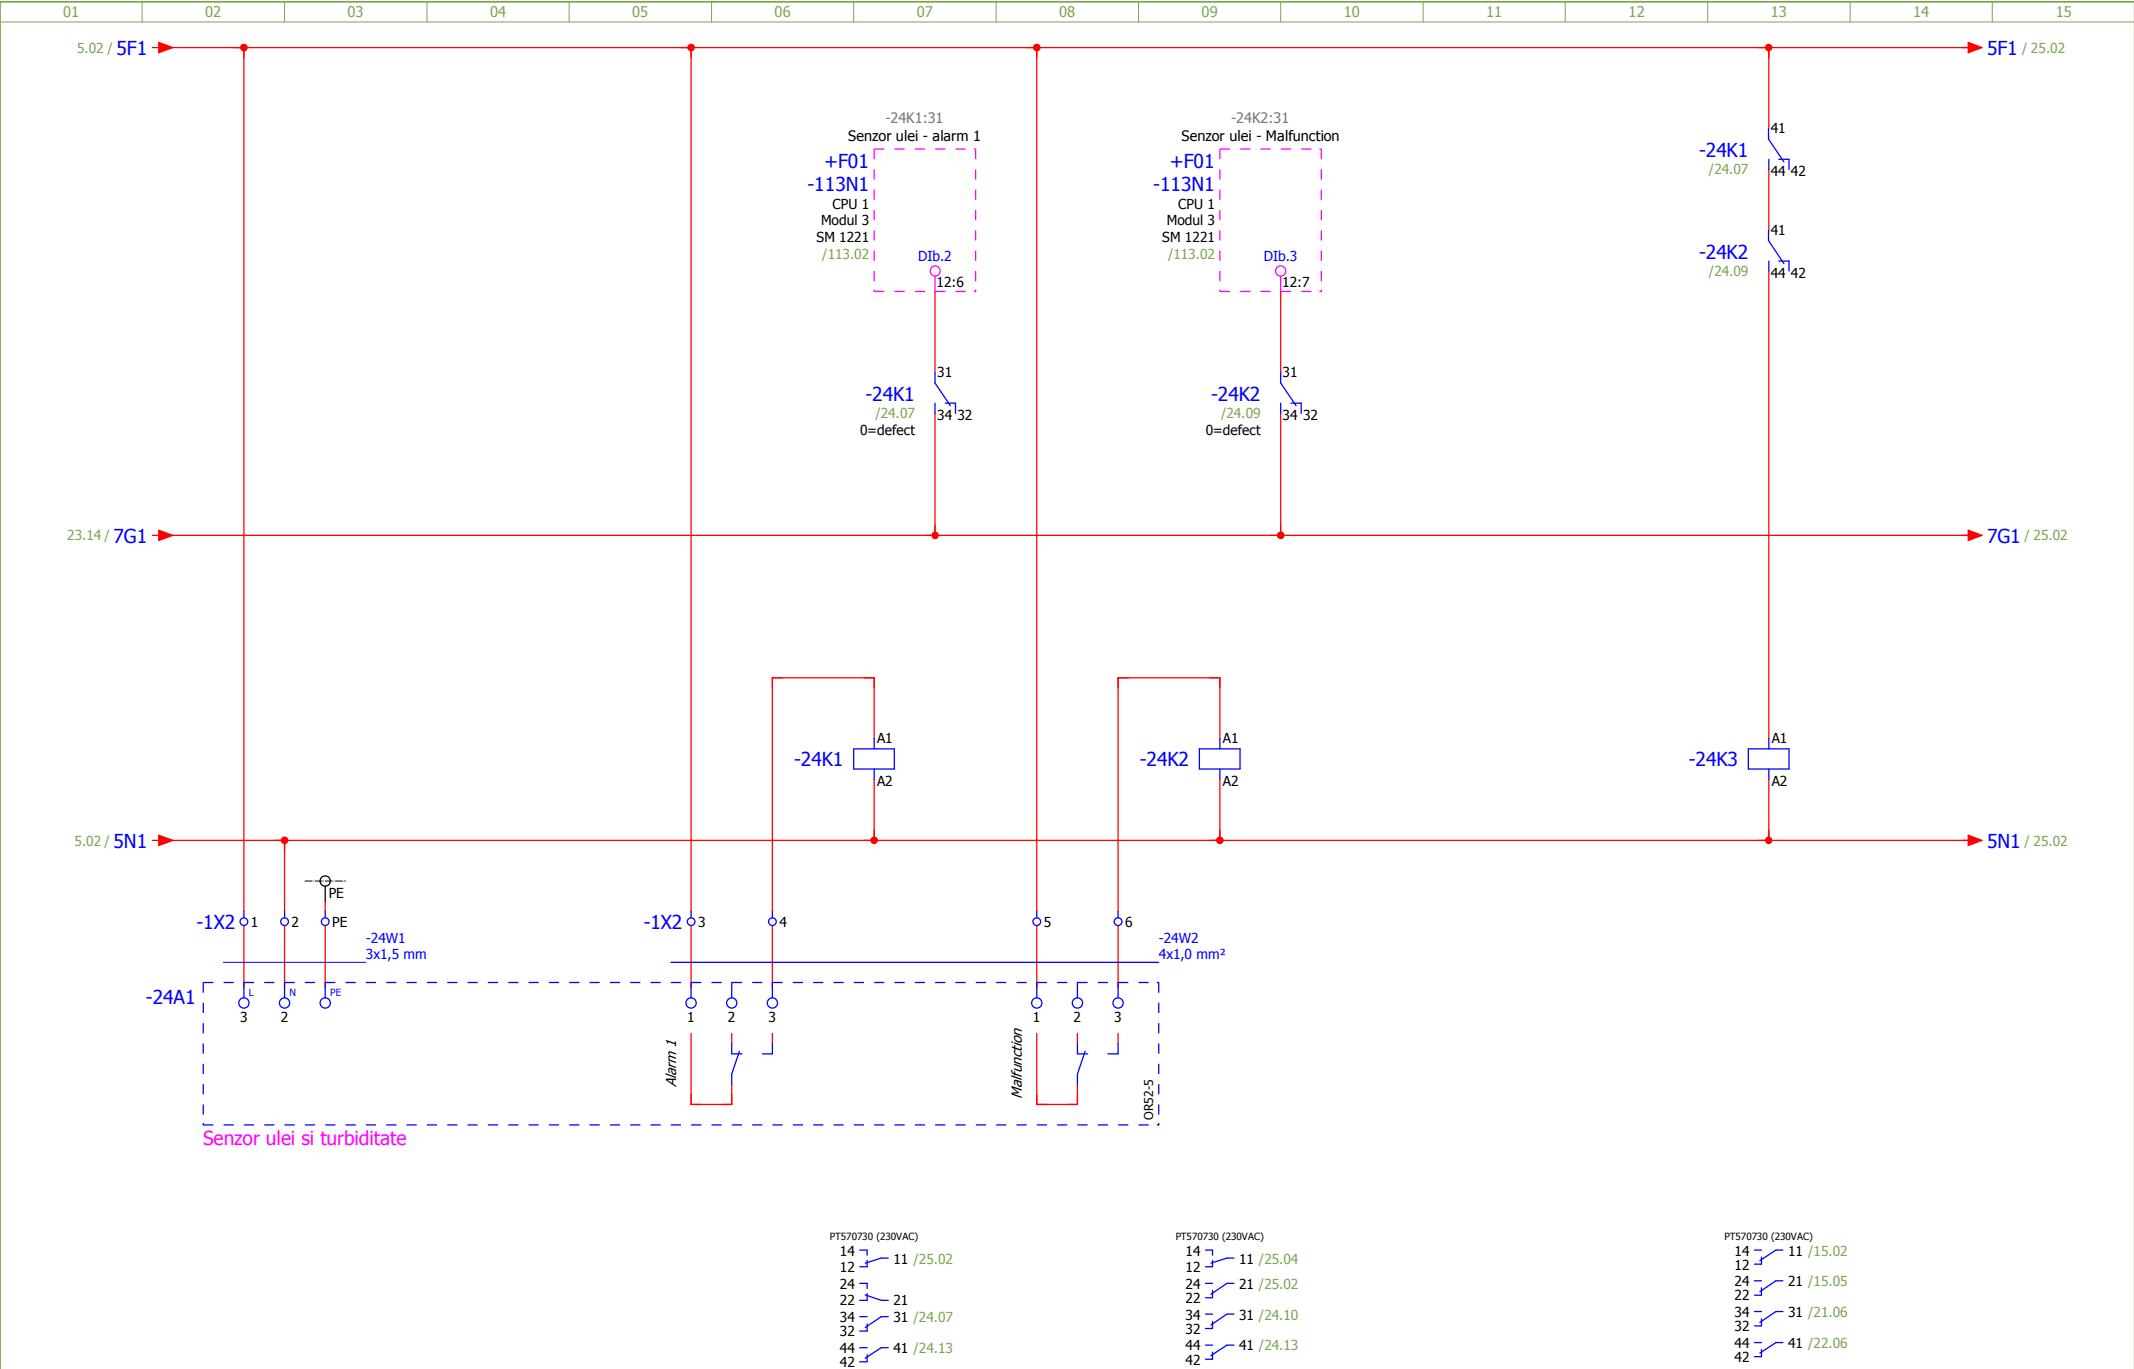 01 02 03 04 05 06 07 08 09 10 11 12 13 14 15
5.02 / 5F1
5F1 / 25.02
-24K1:31
Senzor ulei - alarm 1
+F01
-113N1
CPU 1
Modul 3
SM 1221
/113.02
DIb.2
12:6
-24K2:31
Senzor ulei - Malfunction
+F01
-113N1
CPU 1
Modul 3
SM 1221
/113.02
DIb.3
12:7
41
-24K1
/24.07
44 42
41
-24K2
/24.09
44 42
31
-24K1
/24.07
34 32
0=defect
31
-24K2
/24.09
34 32
0=defect
23.14 / 7G1
7G1 / 25.02
A1
-24K1
A2
A1
-24K2
A2
A1
-24K3
A2
5.02 / 5N1
5N1 / 25.02
PE
-1X2 1 2 PE
-1X2 3 4 5 6
-24W1
3x1,5 mm
-24W2
4x1,0 mm²
-24A1
L N PE
3 2
1 2 3
1 2 3
Alarm 1
Malfunction
OR52-5
Senzor ulei si turbiditate
PT570730 (230VAC)
14
11 /25.02
12
24
22 21
34 31 /24.07
32
44 41 /24.13
42
PT570730 (230VAC)
14
11 /25.04
12
24 21 /25.02
22
34 31 /24.10
32
44 41 /24.13
42
PT570730 (230VAC)
14 11 /15.02
12
24 21 /15.05
22
34 31 /21.06
32
44 41 /22.06
42